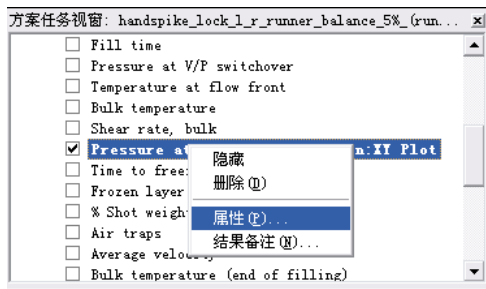 方案任务视窗: handspike_lock_l_r_runner_balance_5%_(run...
Fill time
Pressure at V/P switchover
Temperature at flow front
Bulk temperature
Shear rate, bulk
Pressure at n:XY Plot
Time to free
Frozen layer
% Shot weigh
Air traps
Average velo
Bulk temperature (end of filling)
隐藏
删除(D)
属性(P)...
结果备注(N)...